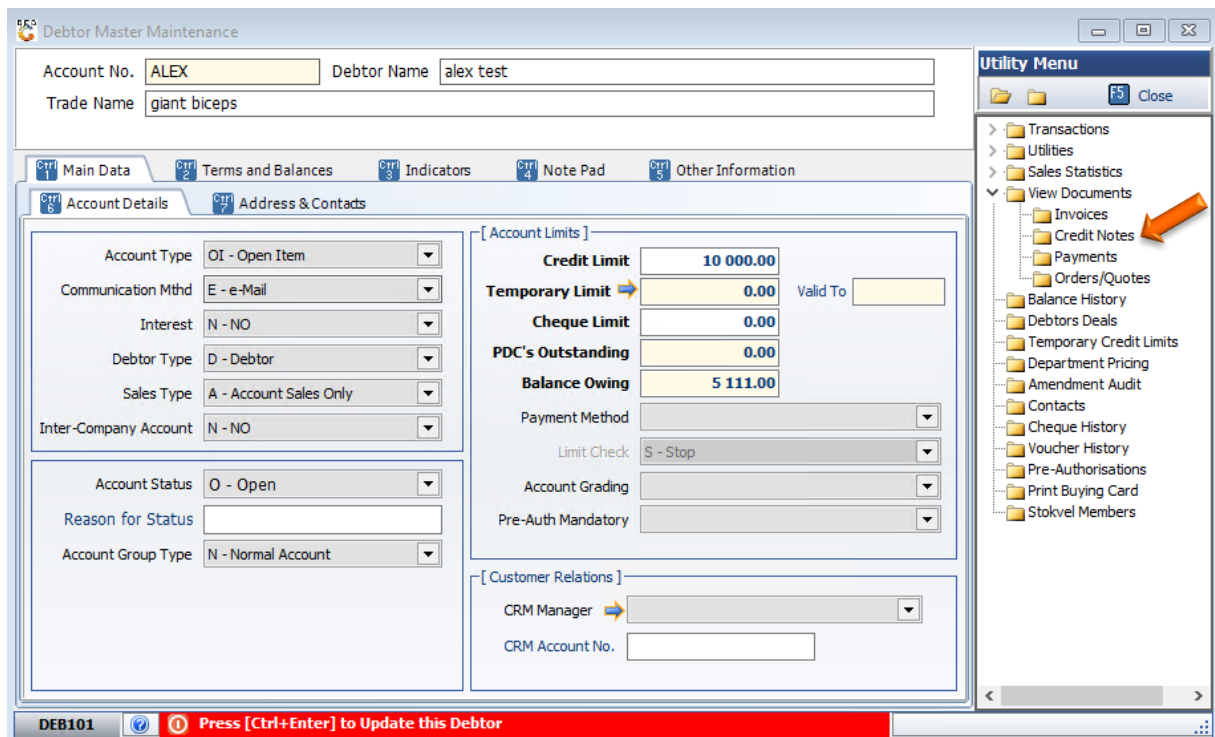 Debtor Master Maintenance
Account No. ALEX Debtor Name alex test
Trade Name giant biceps
Ctrl 1 Main Data Ctrl 2 Terms and Balances Ctrl 3 Indicators Ctrl 4 Note Pad Ctrl 5 Other Information
Ctrl 6 Account Details Ctrl 7 Address & Contacts
Account Type OI - Open Item
Communication Mthd E - e-Mail
Interest N - NO
Debtor Type D - Debtor
Sales Type A - Account Sales Only
Inter-Company Account N - NO
Account Status O - Open
Reason for Status
Account Group Type N - Normal Account
[ Account Limits ]
Credit Limit 10 000.00
Temporary Limit 0.00 Valid To
Cheque Limit 0.00
PDC's Outstanding 0.00
Balance Owing 5 111.00
Payment Method
Limit Check S - Stop
Account Grading
Pre-Auth Mandatory
[ Customer Relations ]
CRM Manager
CRM Account No.
Utility Menu
F5 Close
Transactions
Utilities
Sales Statistics
View Documents
Invoices
Credit Notes
Payments
Orders/Quotes
Balance History
Debtors Deals
Temporary Credit Limits
Department Pricing
Amendment Audit
Contacts
Cheque History
Voucher History
Pre-Authorisations
Print Buying Card
Stokvel Members
DEB101 Press [Ctrl+Enter] to Update this Debtor